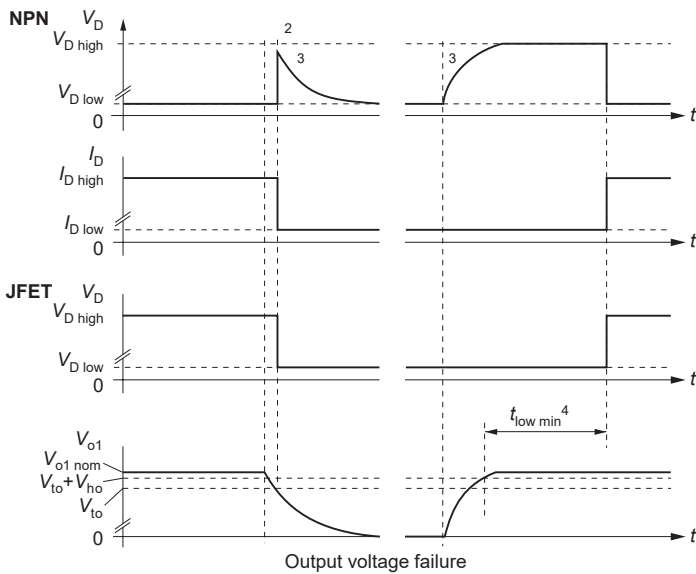 NPN V_D
2
V_D high
3
3
V_D low
0
t
I_D
I_D high
I_D low
0
t
JFET V_D
V_D high
V_D low
0
t
t_low min^4
V_o1
V_o1 nom
V_to + V_ho
V_to
0
t
Output voltage failure